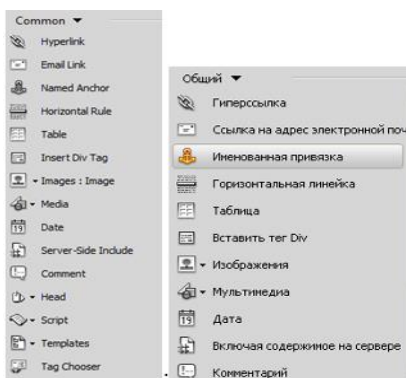 Common
Hyperlink
Email Link
Named Anchor
Horizontal Rule
Table
Insert Div Tag
Images : Image
Media
Date
Server-Side Include
Comment
Head
Script
Templates
Tag Chooser
Общий
Гиперссылка
Ссылка на адрес электронной поч
Именованная привязка
Горизонтальная линейка
Таблица
Вставить тег Div
Изображения
Мультимедиа
Дата
Включая содержимое на сервере
Комментарий